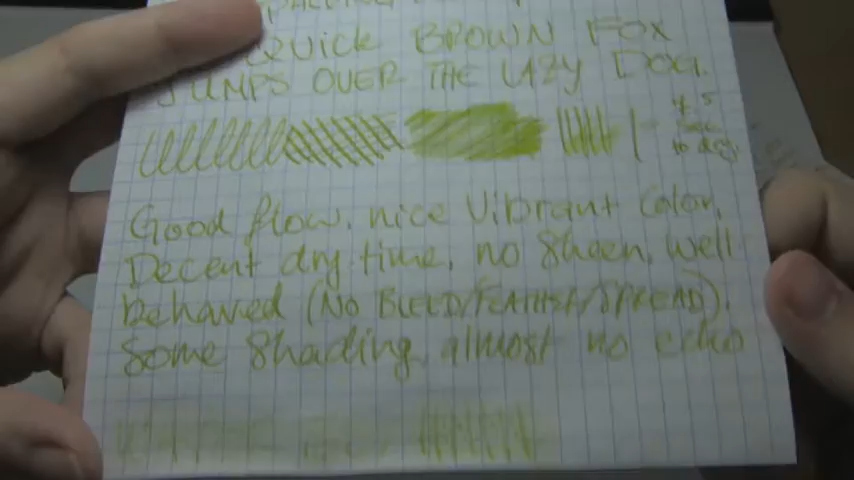 QUICK BROWN FOX
JUMPS OVER THE LAZY DOG.
Good flow, nice vibrant color.
Decent dry time, no sheen, well
behaved (NO BLEED/FEATHER/SPREAD).
Some shading, almost no echo